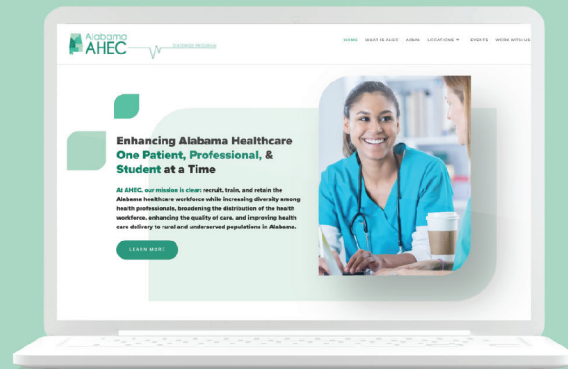 Alabama
AHEC
HOME WHAT IS AHEC AHEC LOCATIONS EVENTS WORK WITH US
Enhancing Alabama Healthcare
One Patient, Professional, &
Student at a Time
At AHEC, our mission is clear: recruit, train, and retain the
Alabama healthcare workforce while increasing diversity among
health professionals, broadening the distribution of the health
workforce, enhancing the quality of care, and improving health
care delivery to rural and underserved populations in Alabama.
LEARN MORE